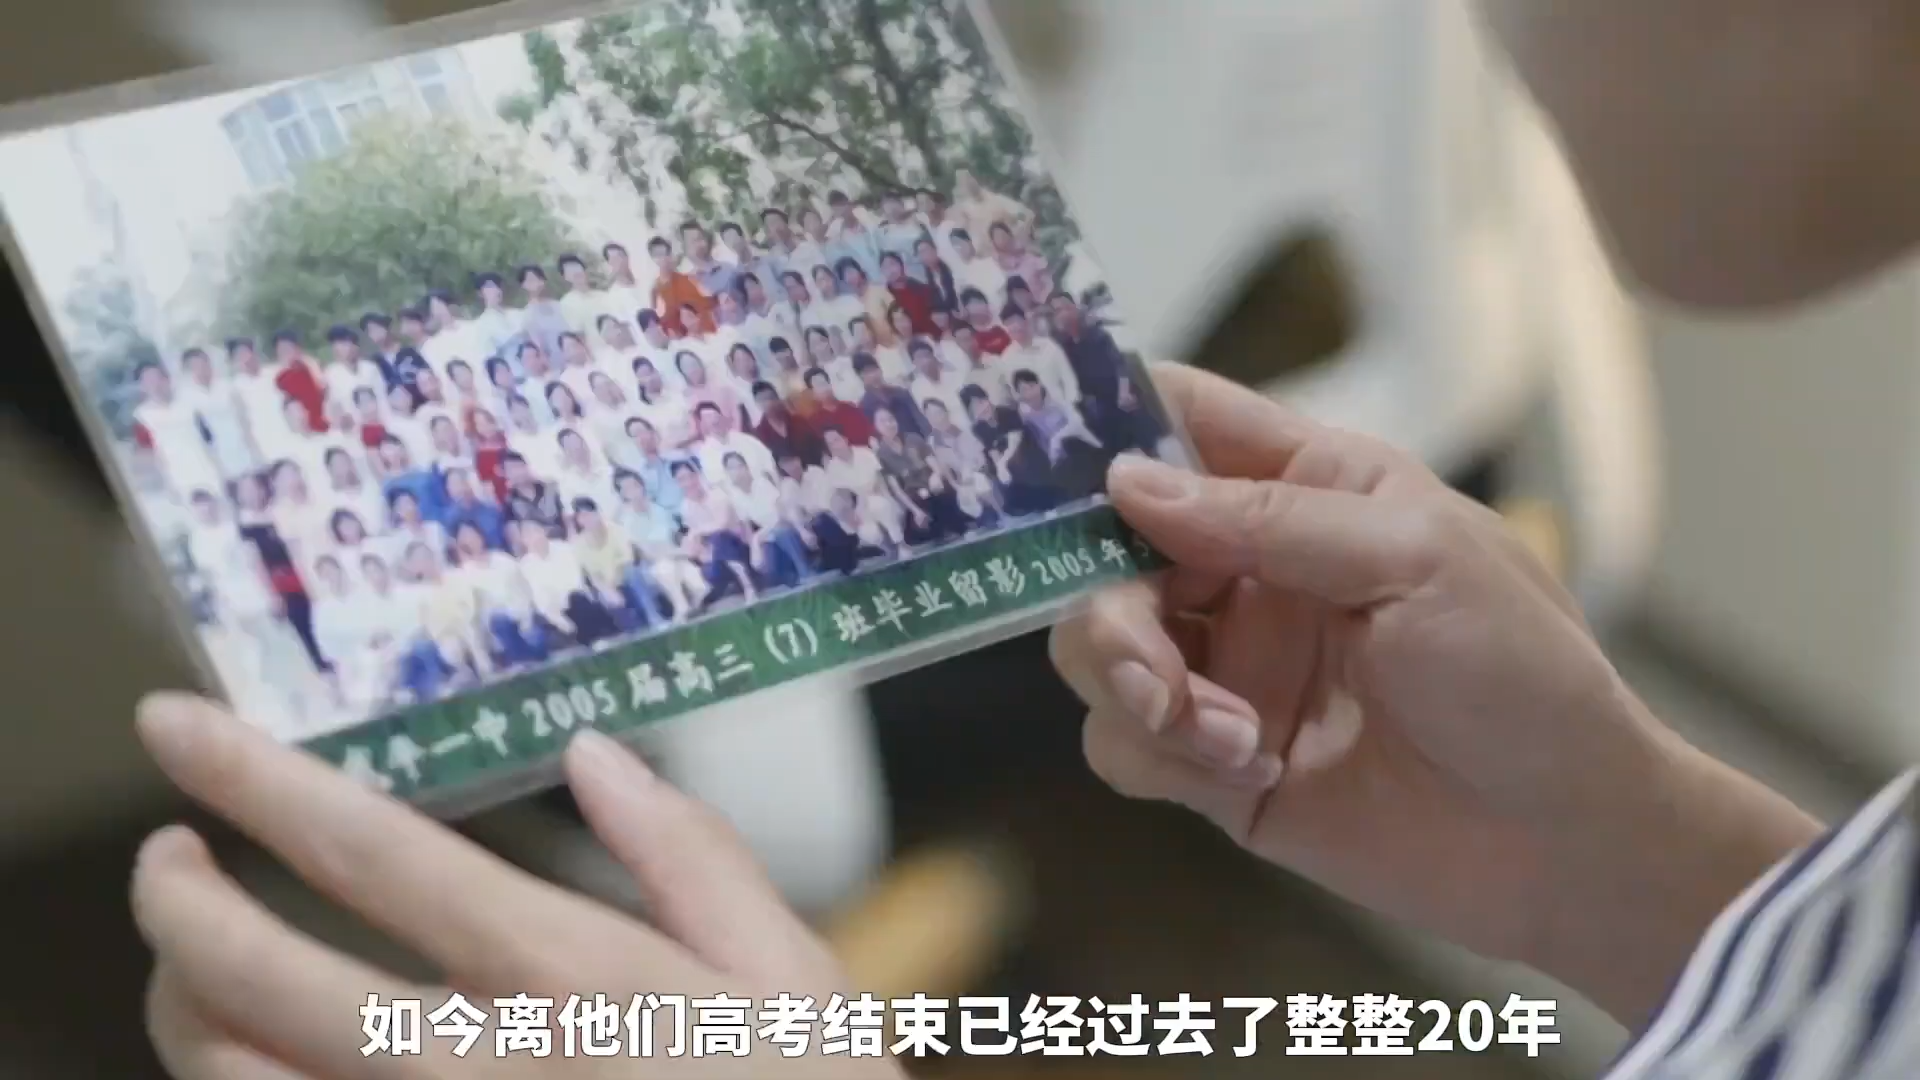 一中 2005 届高三 (7) 班毕业留影 2005 年
如今离他们高考结束已经过去了整整20年